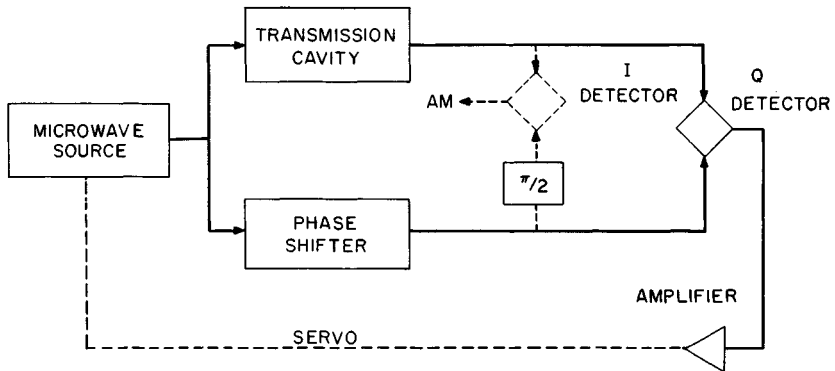 TRANSMISSION
CAVITY
I
DETECTOR
Q
DETECTOR
AM
MICROWAVE
SOURCE
π/2
PHASE
SHIFTER
AMPLIFIER
SERVO